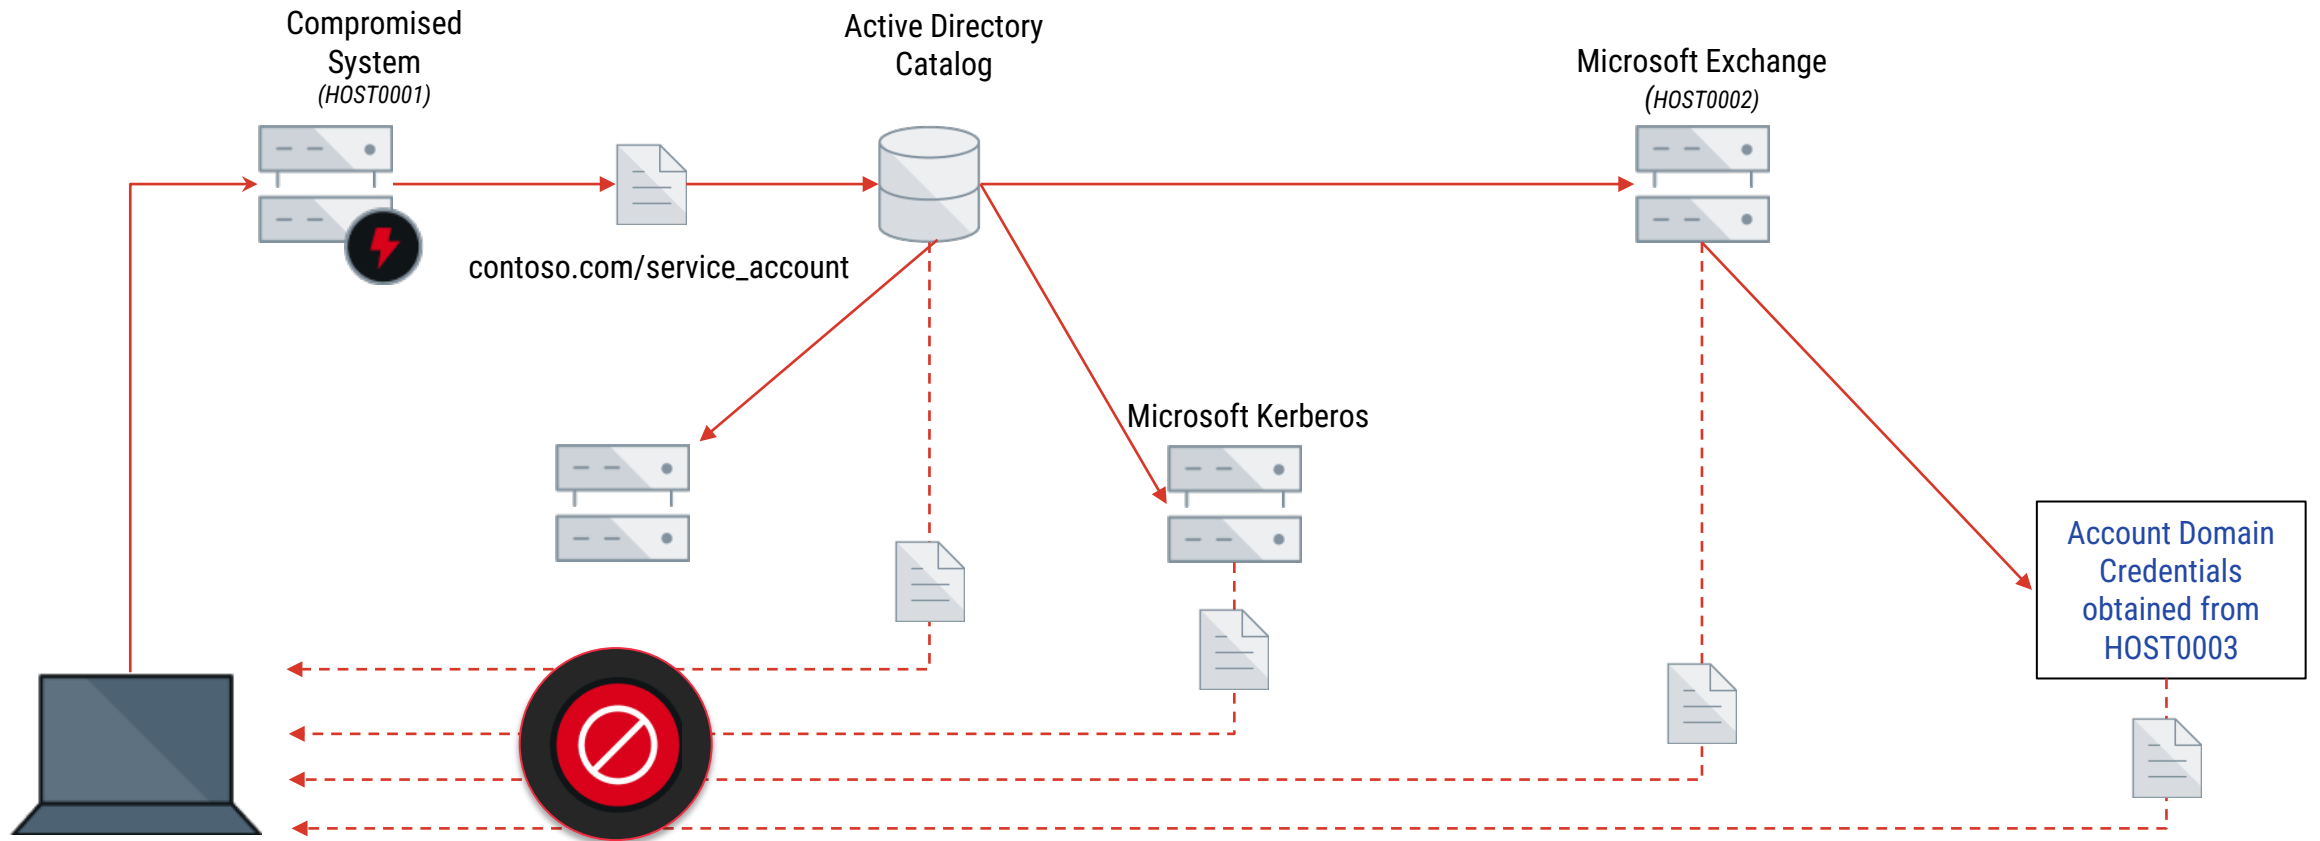 Compromised
System
(HOST0001)
Active Directory
Catalog
Microsoft Exchange
(HOST0002)
contoso.com/service_account
Microsoft Kerberos
Account Domain
Credentials
obtained from
HOST0003